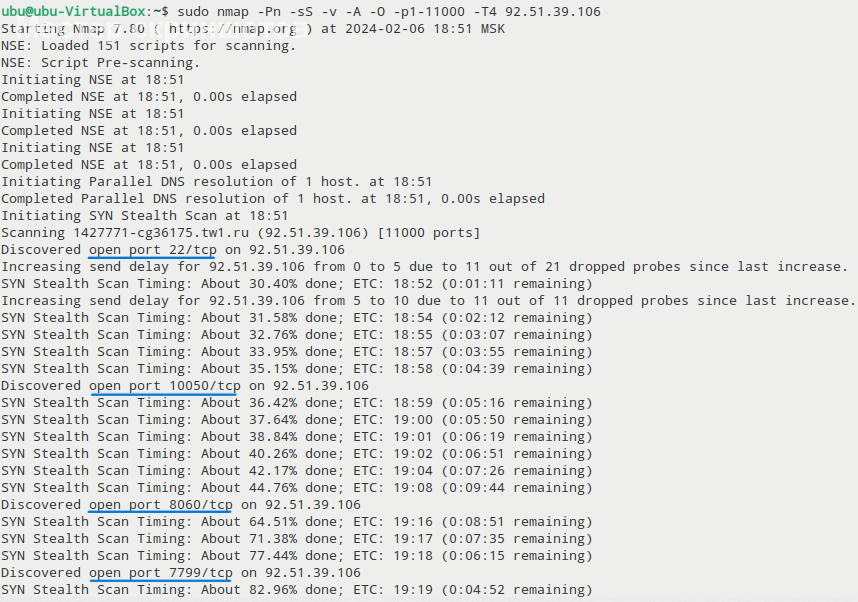 ubu@ubu-VirtualBox:~$ sudo nmap -Pn -sS -v -A -O -p1-11000 -T4 92.51.39.106
Starting Nmap 7.80 ( https://nmap.org ) at 2024-02-06 18:51 MSK
NSE: Loaded 151 scripts for scanning.
NSE: Script Pre-scanning.
Initiating NSE at 18:51
Completed NSE at 18:51, 0.00s elapsed
Initiating NSE at 18:51
Completed NSE at 18:51, 0.00s elapsed
Initiating NSE at 18:51
Completed NSE at 18:51, 0.00s elapsed
Initiating Parallel DNS resolution of 1 host. at 18:51
Completed Parallel DNS resolution of 1 host. at 18:51, 0.00s elapsed
Initiating SYN Stealth Scan at 18:51
Scanning 1427771-cg36175.tw1.ru (92.51.39.106) [11000 ports]
Discovered open port 22/tcp on 92.51.39.106
Increasing send delay for 92.51.39.106 from 0 to 5 due to 11 out of 21 dropped probes since last increase.
SYN Stealth Scan Timing: About 30.40% done; ETC: 18:52 (0:01:11 remaining)
Increasing send delay for 92.51.39.106 from 5 to 10 due to 11 out of 11 dropped probes since last increase.
SYN Stealth Scan Timing: About 31.58% done; ETC: 18:54 (0:02:12 remaining)
SYN Stealth Scan Timing: About 32.76% done; ETC: 18:55 (0:03:07 remaining)
SYN Stealth Scan Timing: About 33.95% done; ETC: 18:57 (0:03:55 remaining)
SYN Stealth Scan Timing: About 35.15% done; ETC: 18:58 (0:04:39 remaining)
Discovered open port 10050/tcp on 92.51.39.106
SYN Stealth Scan Timing: About 36.42% done; ETC: 18:59 (0:05:16 remaining)
SYN Stealth Scan Timing: About 37.64% done; ETC: 19:00 (0:05:50 remaining)
SYN Stealth Scan Timing: About 38.84% done; ETC: 19:01 (0:06:19 remaining)
SYN Stealth Scan Timing: About 40.26% done; ETC: 19:02 (0:06:51 remaining)
SYN Stealth Scan Timing: About 42.17% done; ETC: 19:04 (0:07:26 remaining)
SYN Stealth Scan Timing: About 44.76% done; ETC: 19:08 (0:09:44 remaining)
Discovered open port 8060/tcp on 92.51.39.106
SYN Stealth Scan Timing: About 64.51% done; ETC: 19:16 (0:08:51 remaining)
SYN Stealth Scan Timing: About 71.38% done; ETC: 19:17 (0:07:35 remaining)
SYN Stealth Scan Timing: About 77.44% done; ETC: 19:18 (0:06:15 remaining)
Discovered open port 7799/tcp on 92.51.39.106
SYN Stealth Scan Timing: About 82.96% done; ETC: 19:19 (0:04:52 remaining)